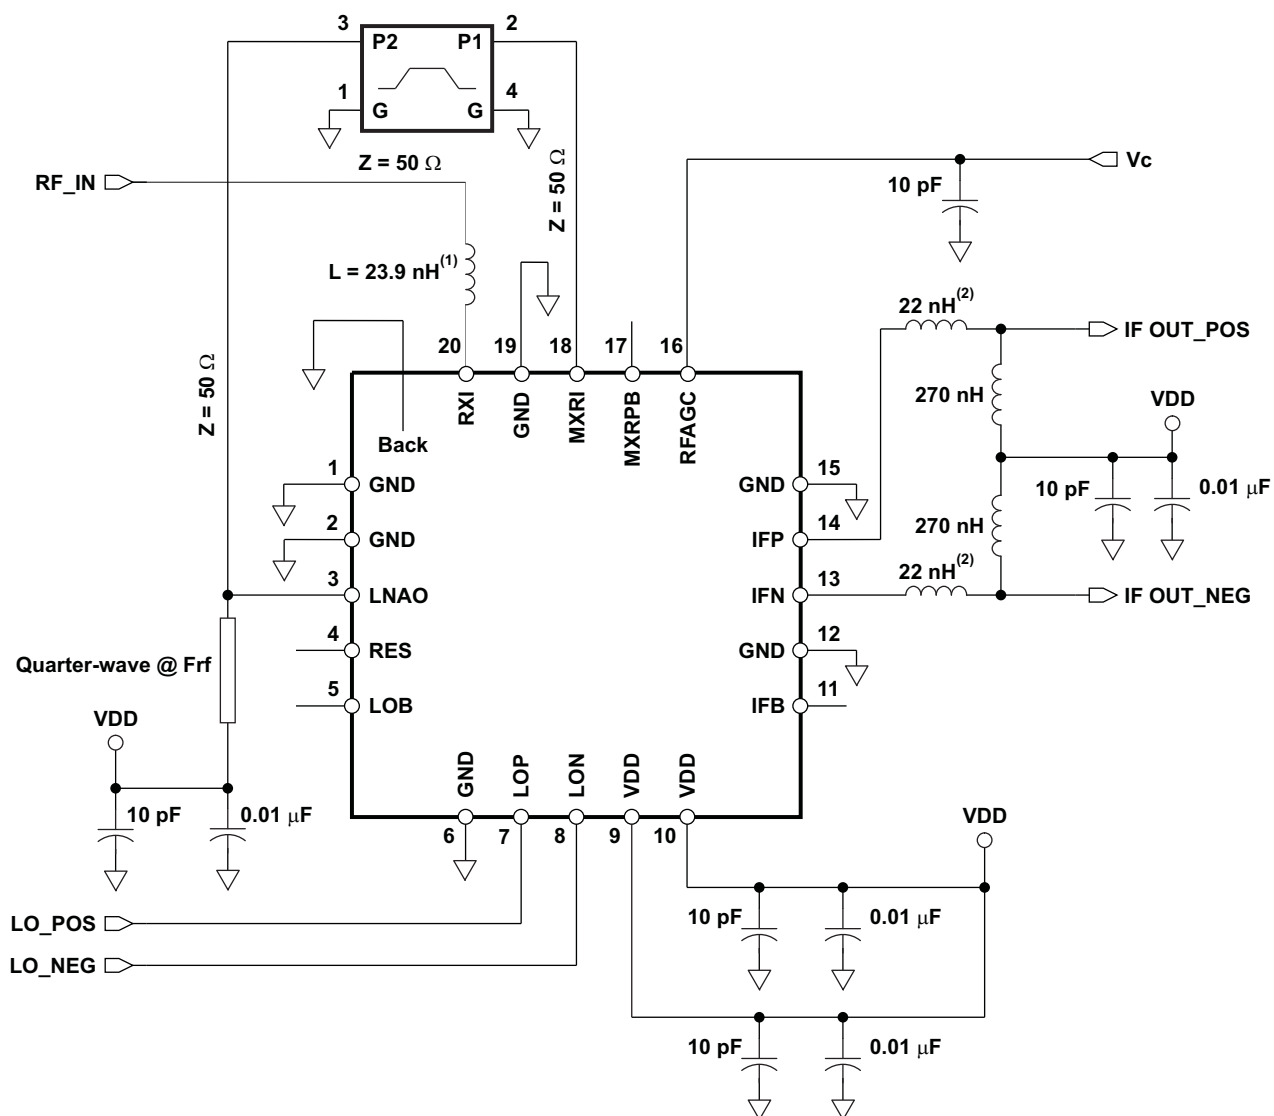 3
2
P2
P1
1
G
G
4
Z = 50 Ω
Z = 50 Ω
Z = 50 Ω
RF_IN
L = 23.9 nH(1)
10 pF
Vc
20
19
18
17
16
RXI
GND
MXRI
MXRPB
RFAGC
Back
1
GND
2
GND
3
LNAO
4
RES
5
LOB
15
GND
14
IFP
13
IFN
12
GND
11
IFB
22 nH(2)
IF OUT_POS
270 nH
VDD
10 pF
0.01 μF
270 nH
22 nH(2)
IF OUT_NEG
Quarter-wave @ Frf
VDD
10 pF
0.01 μF
GND
LOP
LON
VDD
VDD
6
7
8
9
10
VDD
LO_POS
LO_NEG
10 pF
0.01 μF
10 pF
0.01 μF